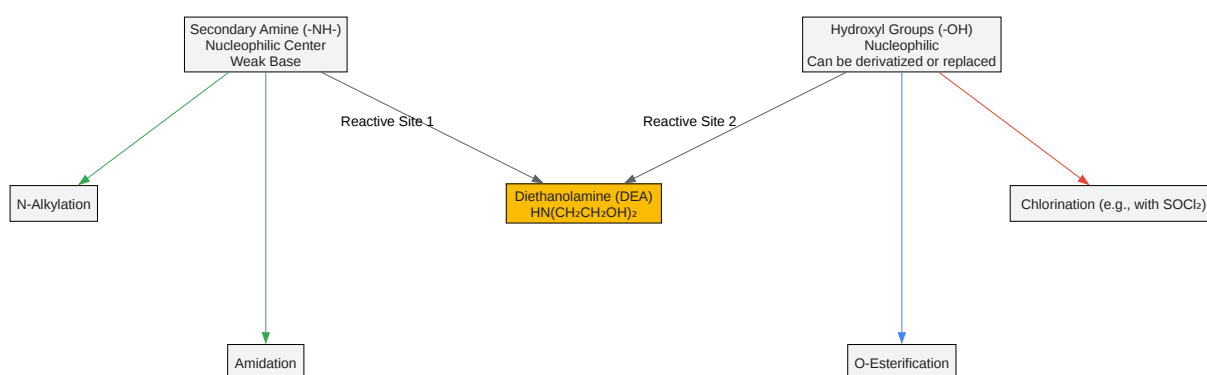 Secondary Amine (-NH-)
Nucleophilic Center
Weak Base
Hydroxyl Groups (-OH)
Nucleophilic
Can be derivatized or replaced
Reactive Site 1
Reactive Site 2
N-Alkylation
Diethanolamine (DEA)
HN(CH₂CH₂OH)₂
Chlorination (e.g., with SOCl₂)
Amidation
O-Esterification